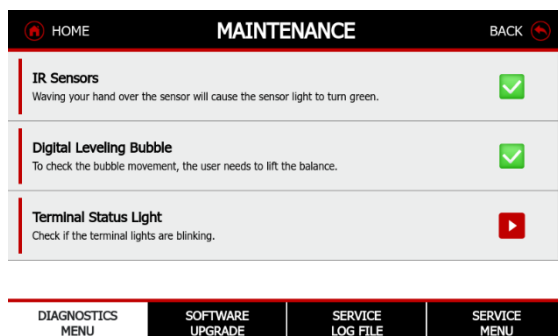 HOME MAINTENANCE BACK
IR Sensors
Waving your hand over the sensor will cause the sensor light to turn green.
Digital Leveling Bubble
To check the bubble movement, the user needs to lift the balance.
Terminal Status Light
Check if the terminal lights are blinking.
DIAGNOSTICS SOFTWARE SERVICE SERVICE
MENU UPGRADE LOG FILE MENU